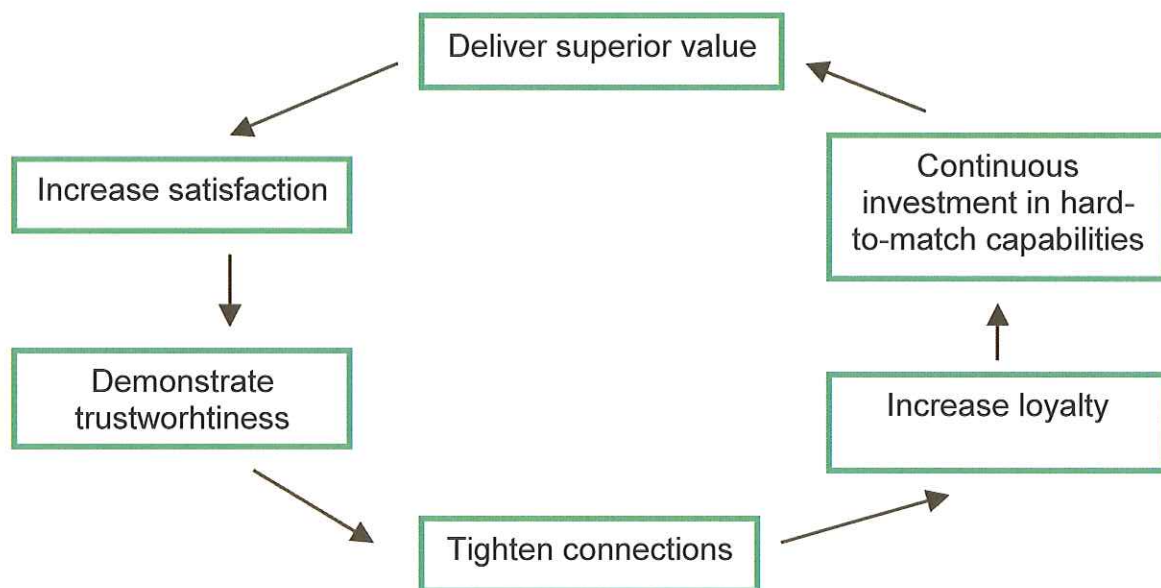 Deliver superior value
Increase satisfaction
Demonstrate
trustworhtiness
Tighten connections
Increase loyalty
Continuous
investment in hard-
to-match capabilities